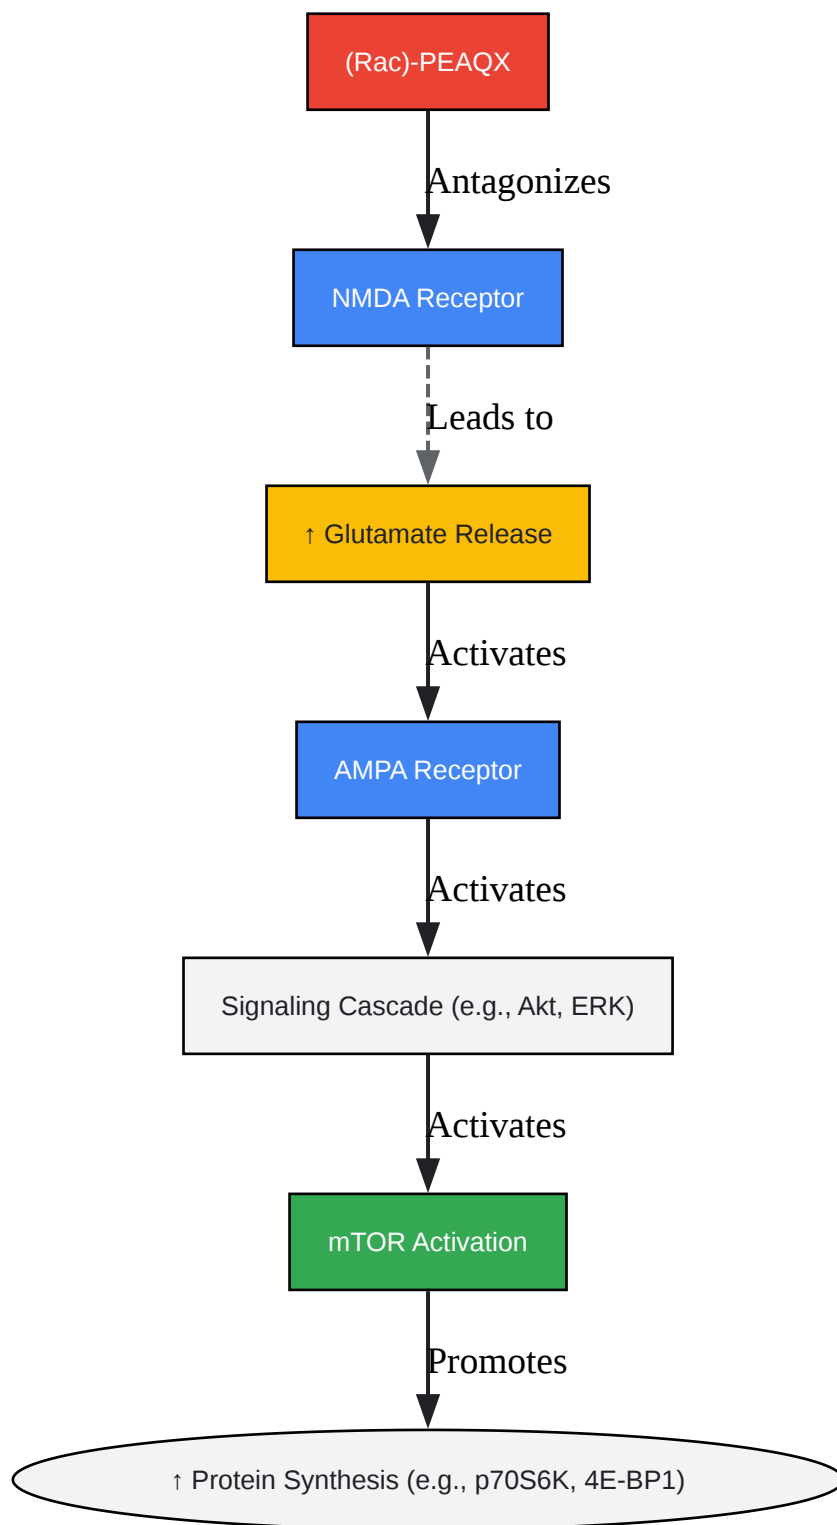 (Rac)-PEAQX
Antagonizes
NMDA Receptor
Leads to
↑ Glutamate Release
Activates
AMPA Receptor
Activates
Signaling Cascade (e.g., Akt, ERK)
Activates
mTOR Activation
Promotes
↑ Protein Synthesis (e.g., p70S6K, 4E-BP1)